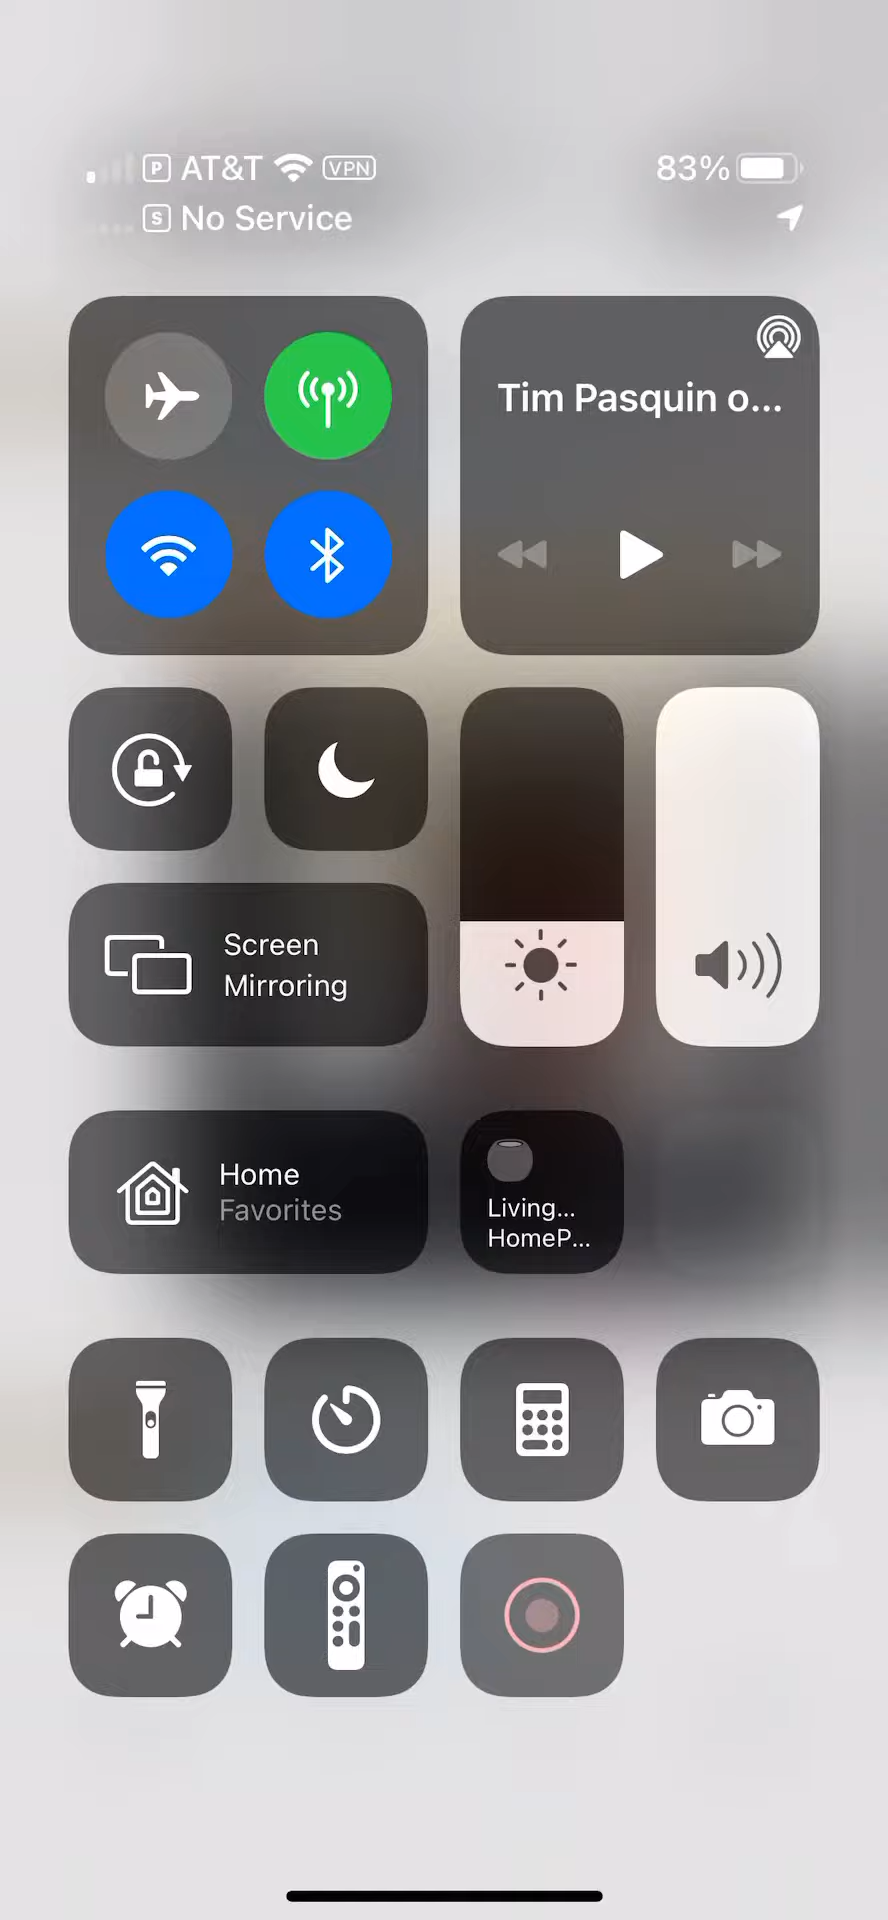 P AT&T VPN 83%
S No Service
Tim Pasquin o...
Screen
Mirroring
Home
Favorites
Living...
HomeP...